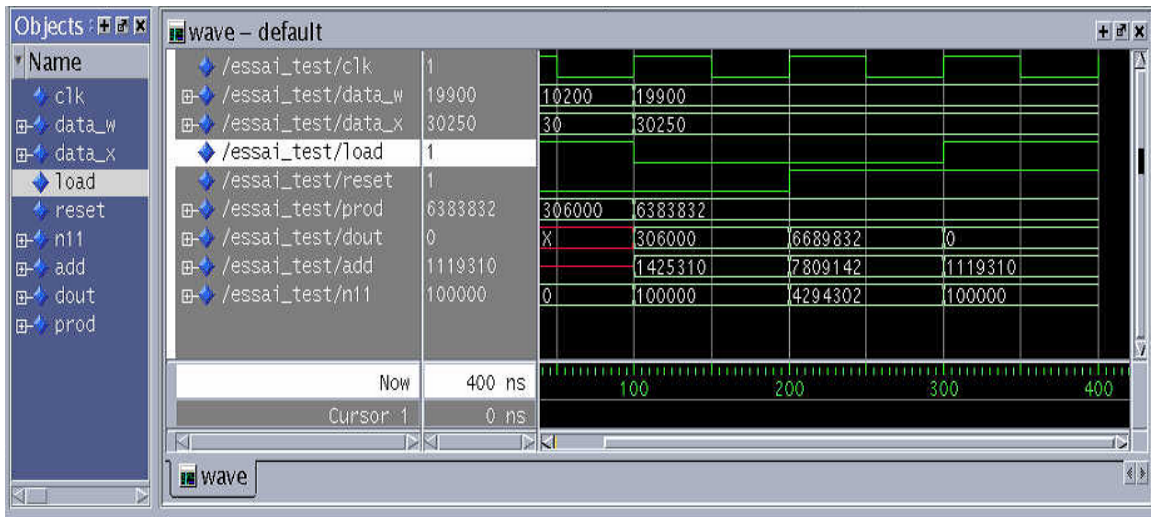 Objects
Name
clk
data_w
data_x
load
reset
n11
add
dout
prod
wave – default
/essai_test/clk 1
/essai_test/data_w 19900 10200 19900
/essai_test/data_x 30250 30 30250
/essai_test/load 1
/essai_test/reset 1
/essai_test/prod 6383832 306000 6383832
/essai_test/dout 0 X 306000 6689832 0
/essai_test/add 1119310 1425310 7809142 1119310
/essai_test/n11 100000 0 100000 4294302 100000
Now 400 ns 100 200 300 400
Cursor 1 0 ns
wave